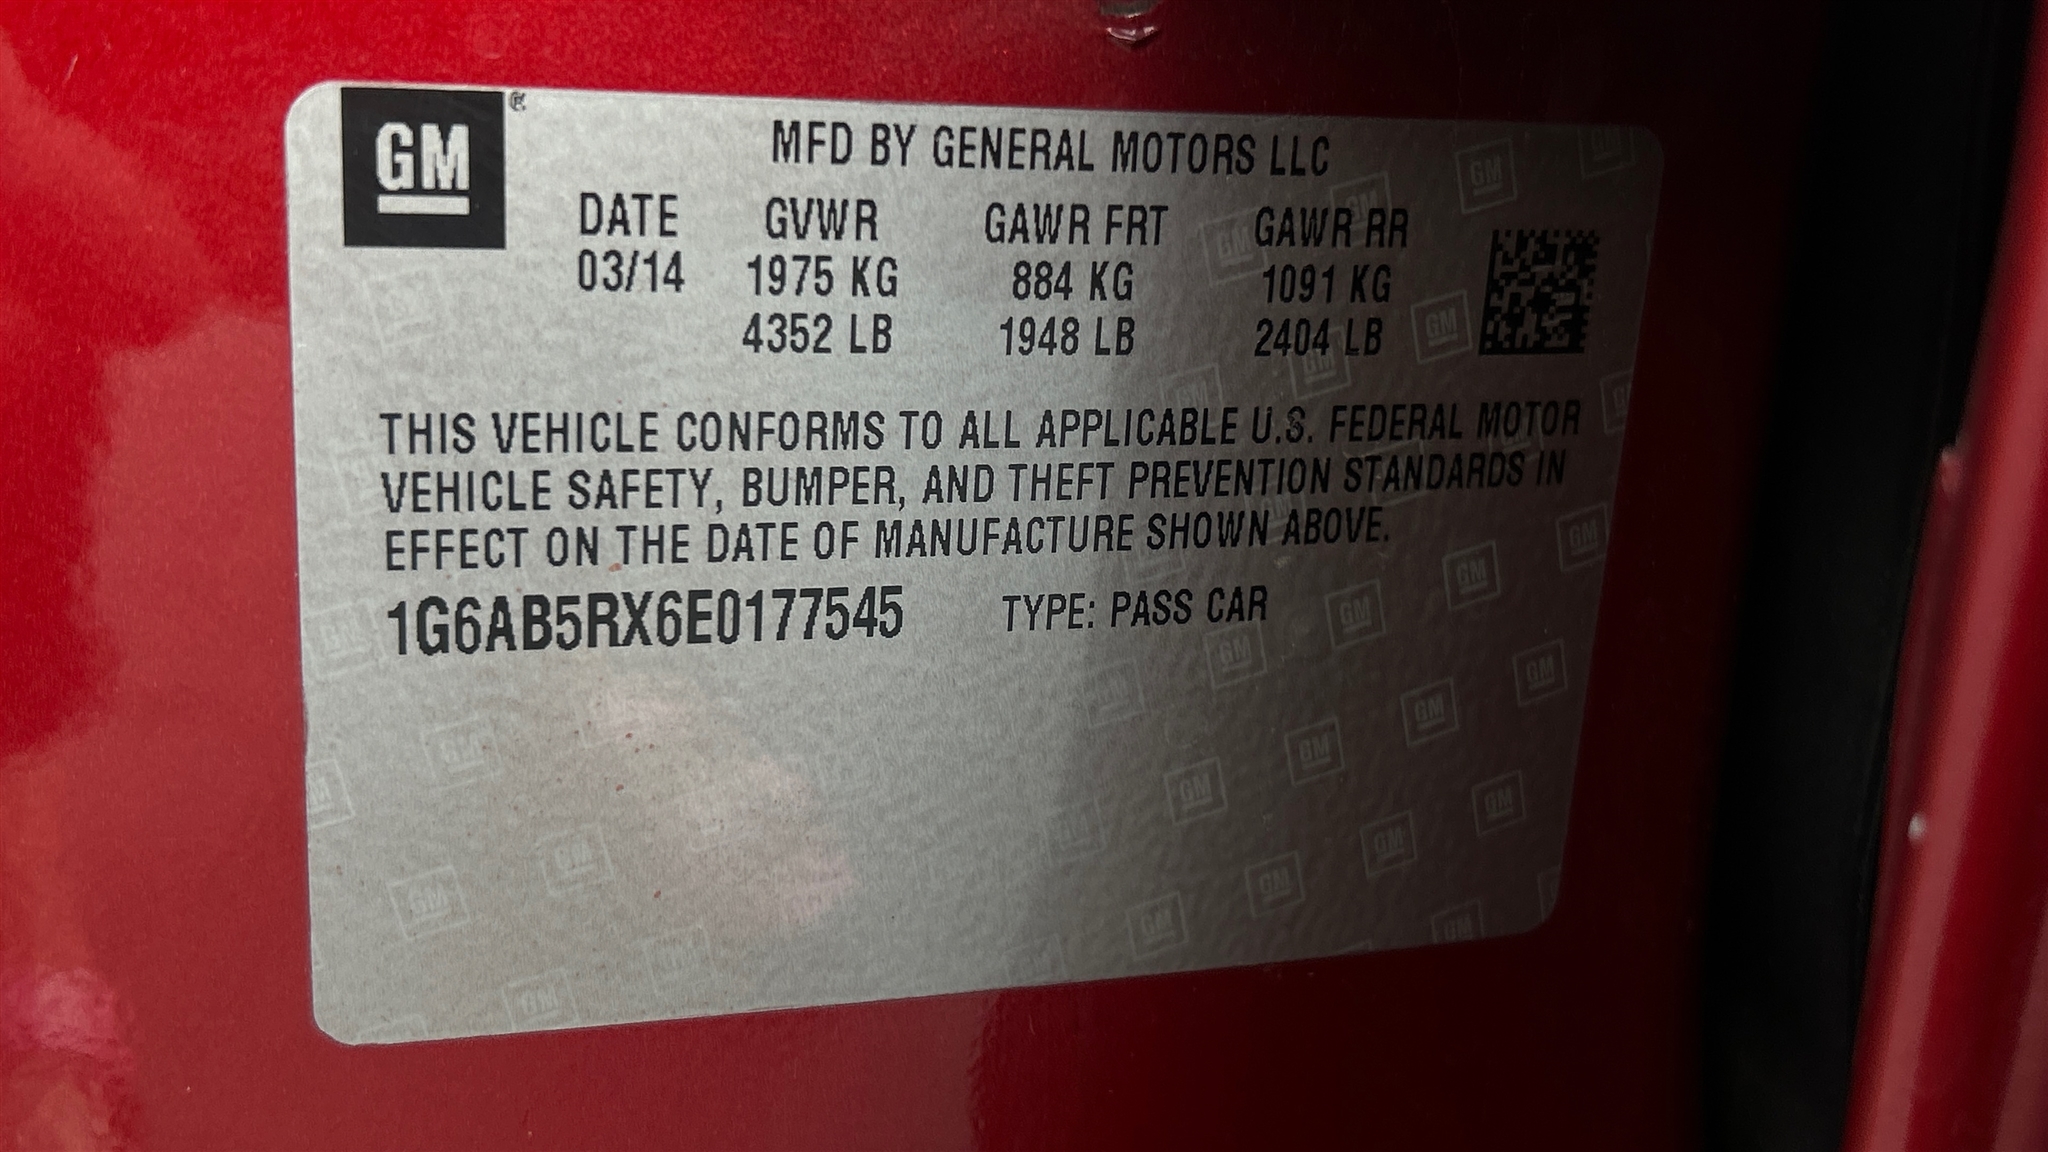 GM ®
MFD BY GENERAL MOTORS LLC
DATE GVWR GAWR FRT GAWR RR
03/14 1975 KG 884 KG 1091 KG
4352 LB 1948 LB 2404 LB
THIS VEHICLE CONFORMS TO ALL APPLICABLE U.S. FEDERAL MOTOR
VEHICLE SAFETY, BUMPER, AND THEFT PREVENTION STANDARDS IN
EFFECT ON THE DATE OF MANUFACTURE SHOWN ABOVE.
1G6AB5RX6E0177545 TYPE: PASS CAR